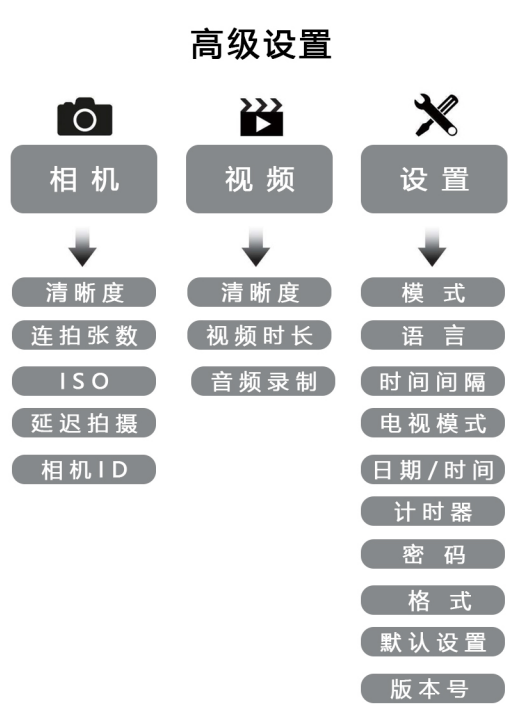 高级设置
相机
清晰度
连拍张数
ISO
延迟拍摄
相机ID
视频
清晰度
视频时长
音频录制
设置
模式
语言
时间间隔
电视模式
日期/时间
计时器
密码
格式
默认设置
版本号